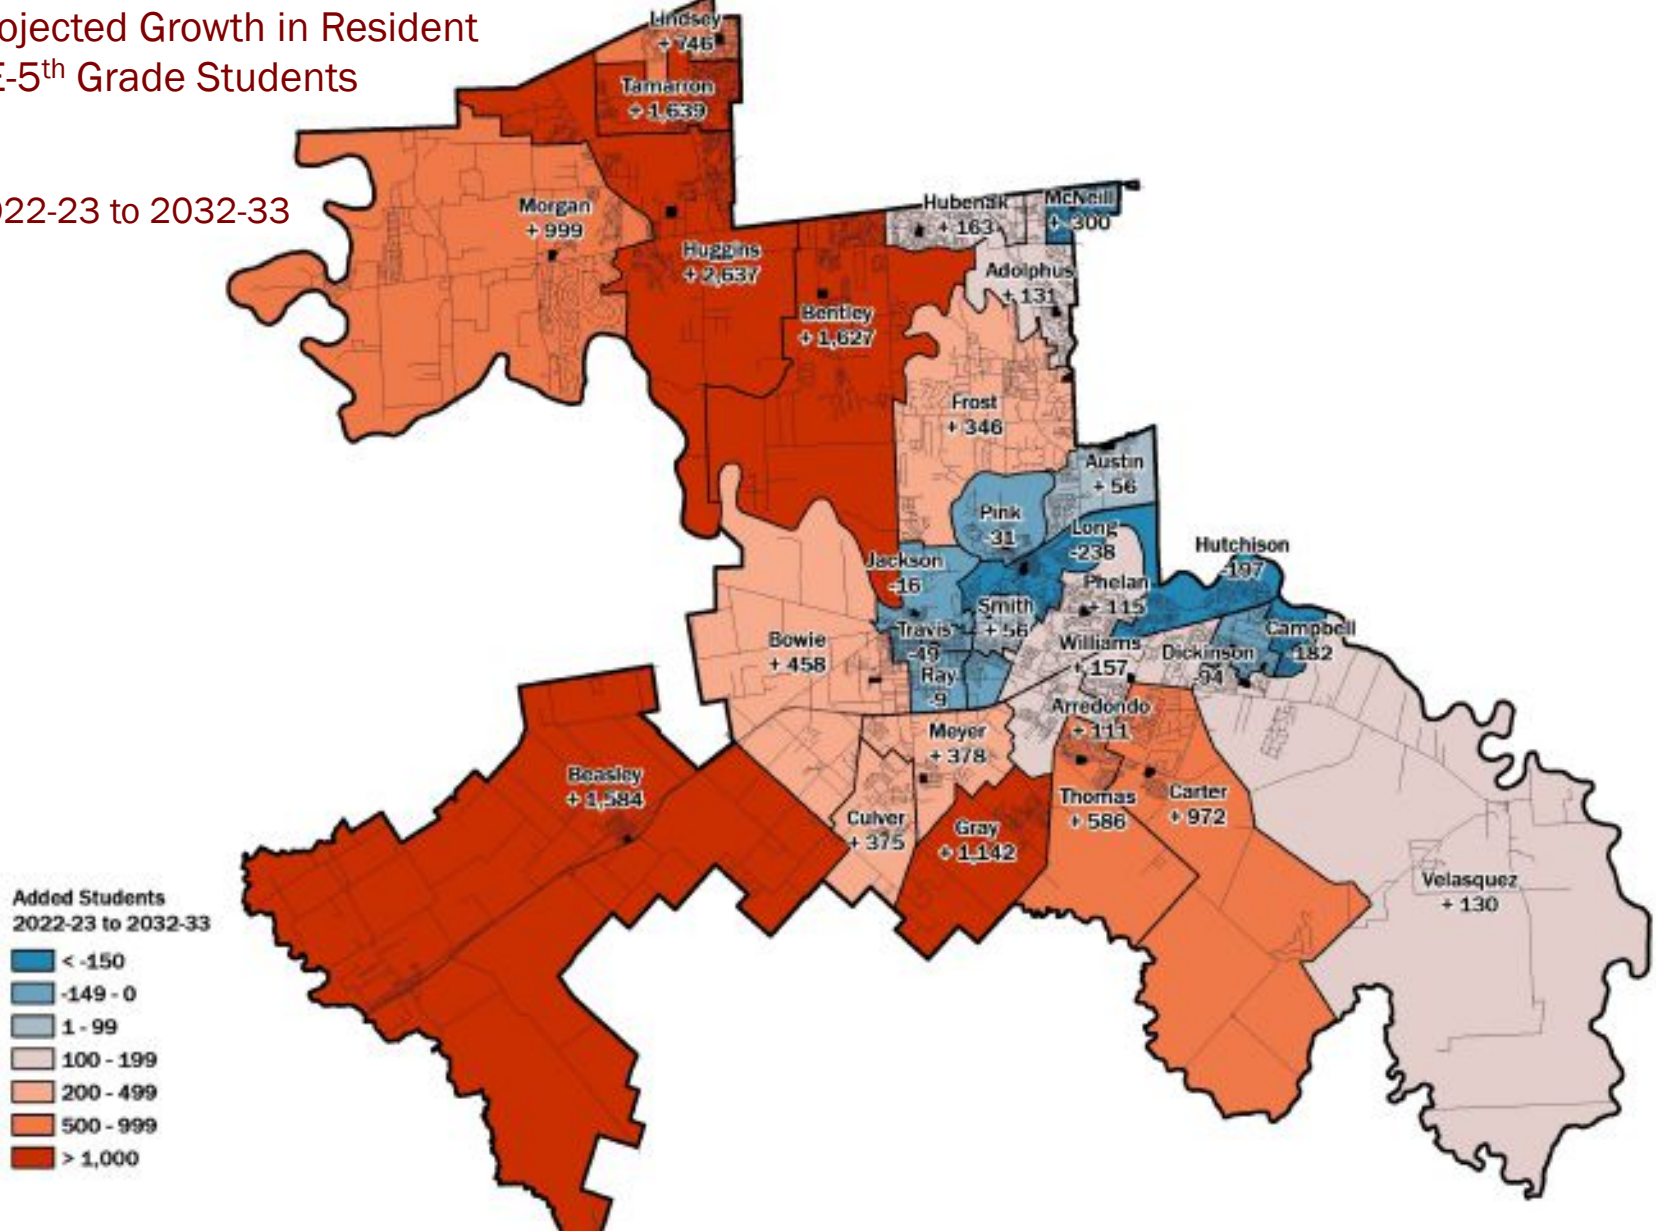 ojected Growth in Resident
E-5th Grade Students
022-23 to 2032-33
Lindsey
+ 746
Tamarron
+ 1,639
Morgan
+ 999
Huggins
+ 2,637
Bentley
+ 1,627
Hubenak
+ 163
McNeill
+ 300
Adolphus
+ 131
Frost
+ 346
Austin
+ 56
Pink
-31
Long
-238
Hutchison
-197
Jackson
-16
Phelan
+ 115
Smith
+ 56
Travis
-49
Williams
+ 157
Campbell
182
Dickinson
-94
Bowie
+ 458
Ray
-9
Arredondo
+ 111
Meyer
+ 378
Beasley
+ 1,584
Thomas
+ 586
Carter
+ 972
Culver
+ 375
Gray
+ 1,142
Velasquez
+ 130
Added Students
2022-23 to 2032-33
< -150
-149 - 0
1 - 99
100 - 199
200 - 499
500 - 999
> 1,000